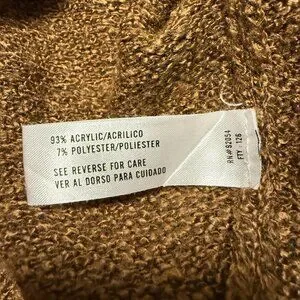 93% ACRYLIC/ACRILICO
7% POLYESTER/POLIESTER
SEE REVERSE FOR CARE
VER AL DORSO PARA CUIDADO
RN#52054
FTY 126